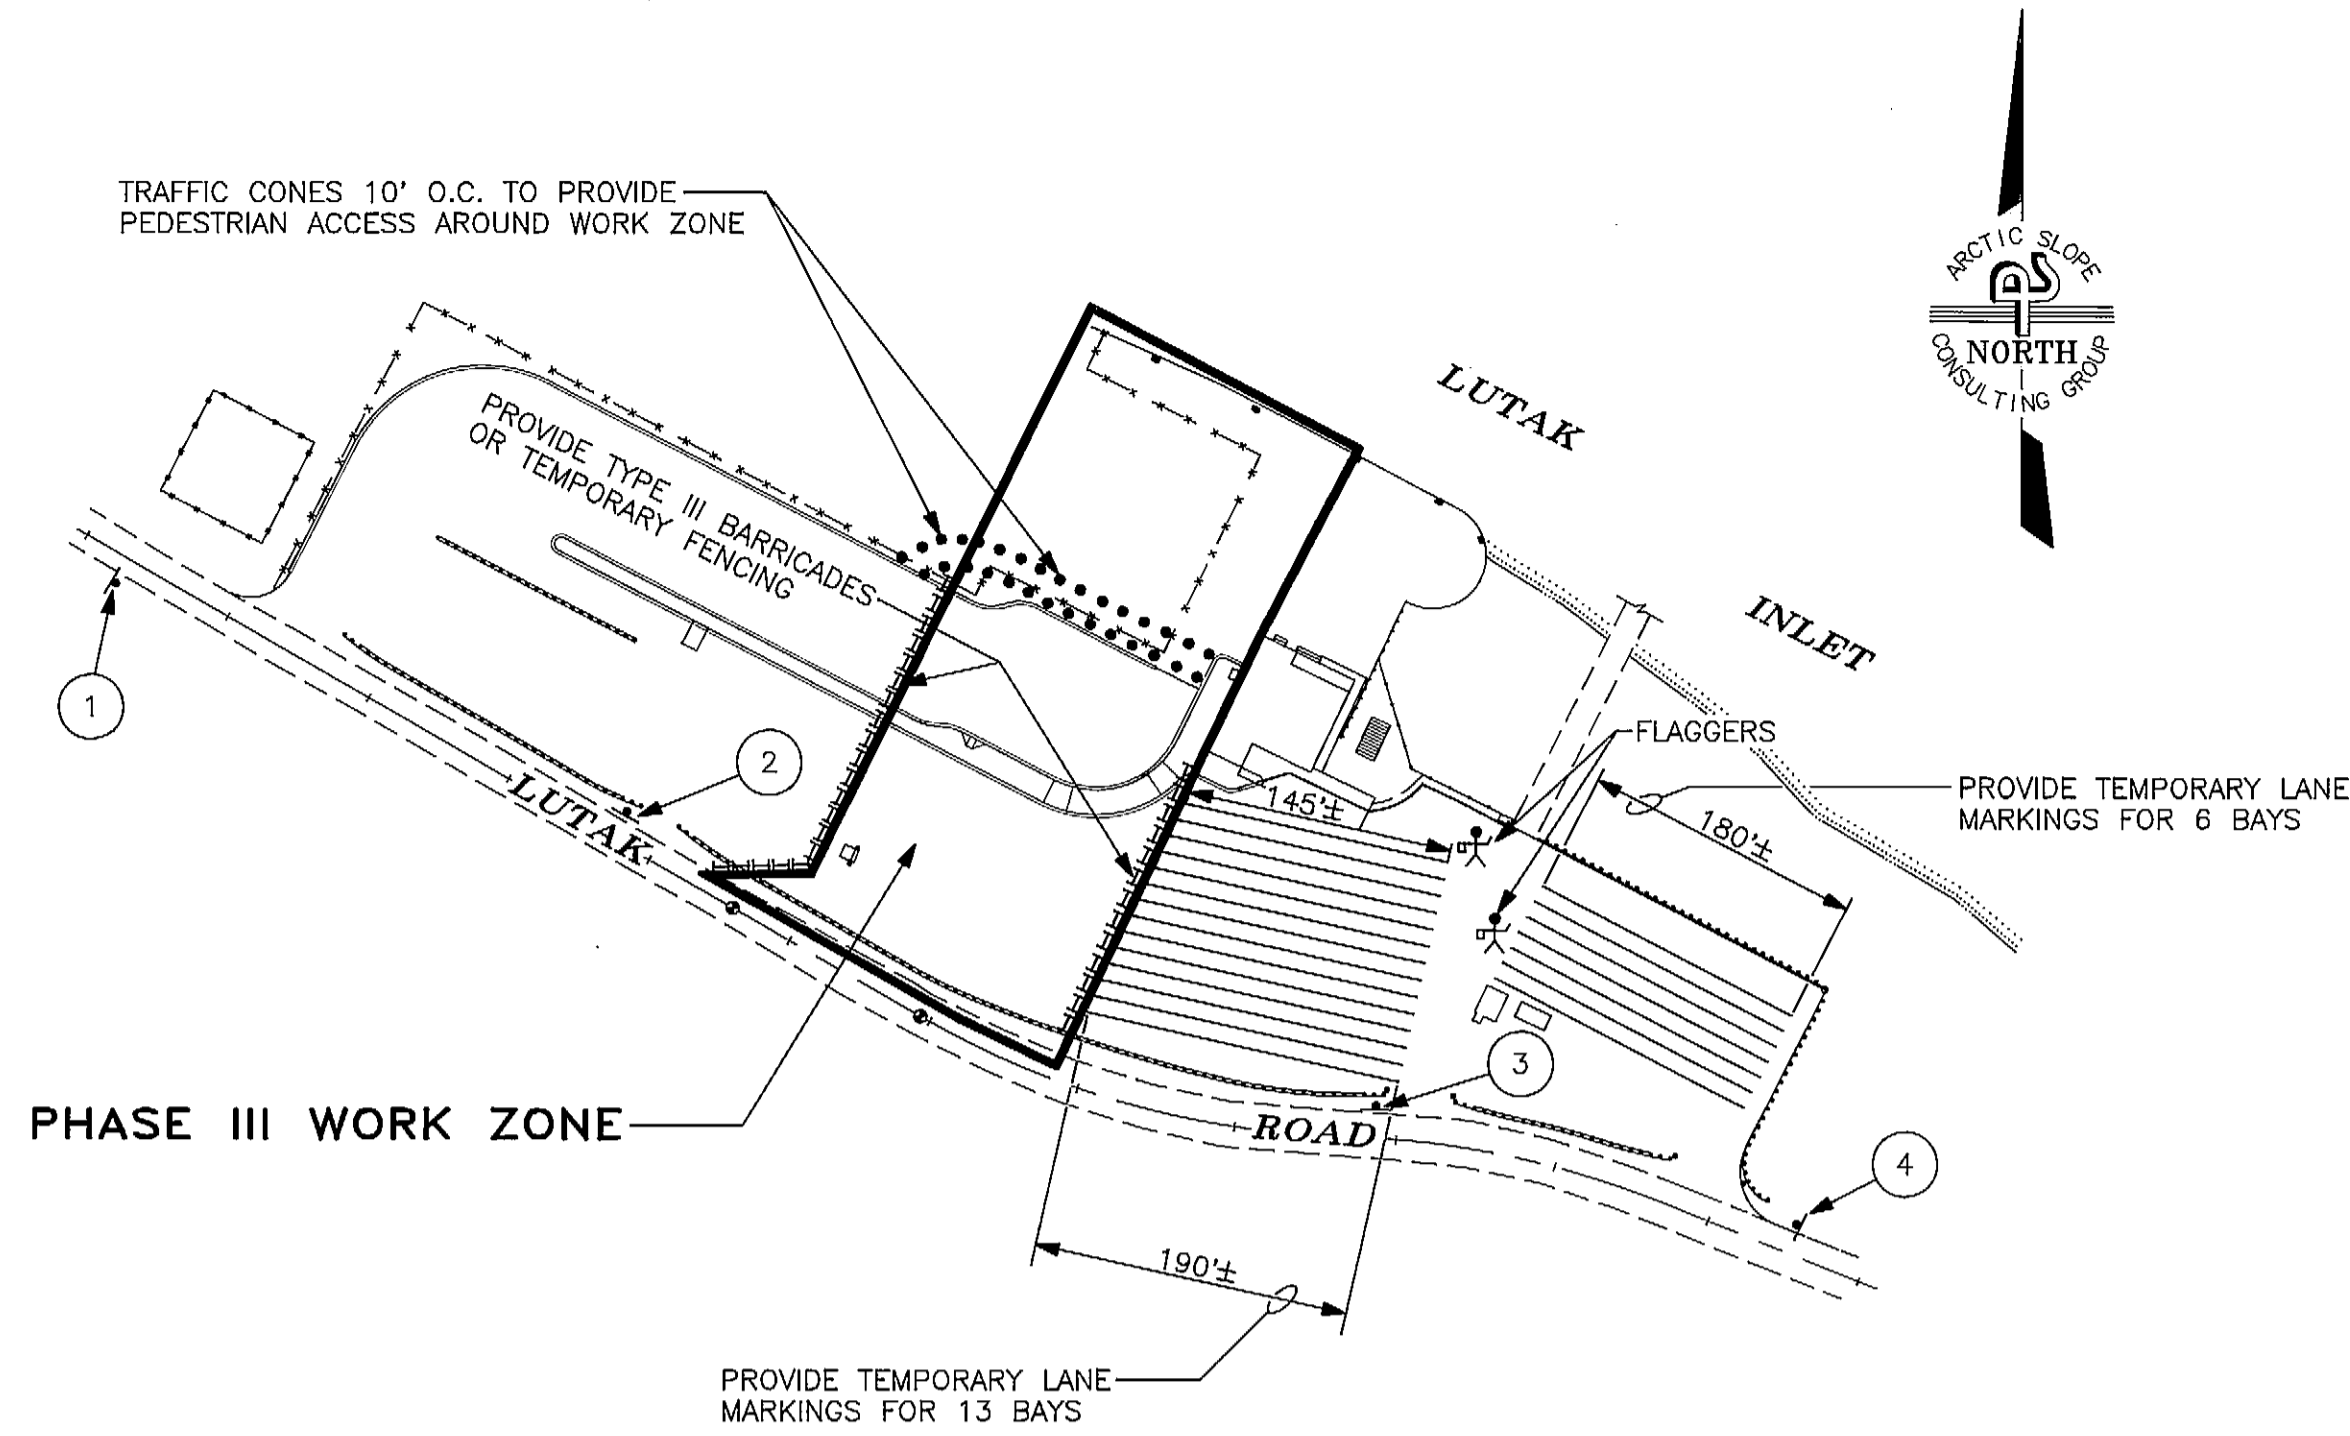 TRAFFIC CONES 10' O.C. TO PROVIDE
PEDESTRIAN ACCESS AROUND WORK ZONE
ARCTIC SLOPE
NORTH
CONSULTING GROUP
PROVIDE TYPE III BARRICADES
OR TEMPORARY FENCING
LUTAK
INLET
1
2
FLAGGERS
145'±
180'±
PROVIDE TEMPORARY LANE
MARKINGS FOR 6 BAYS
LUTAK
3
PHASE III WORK ZONE
ROAD
4
190'±
PROVIDE TEMPORARY LANE
MARKINGS FOR 13 BAYS